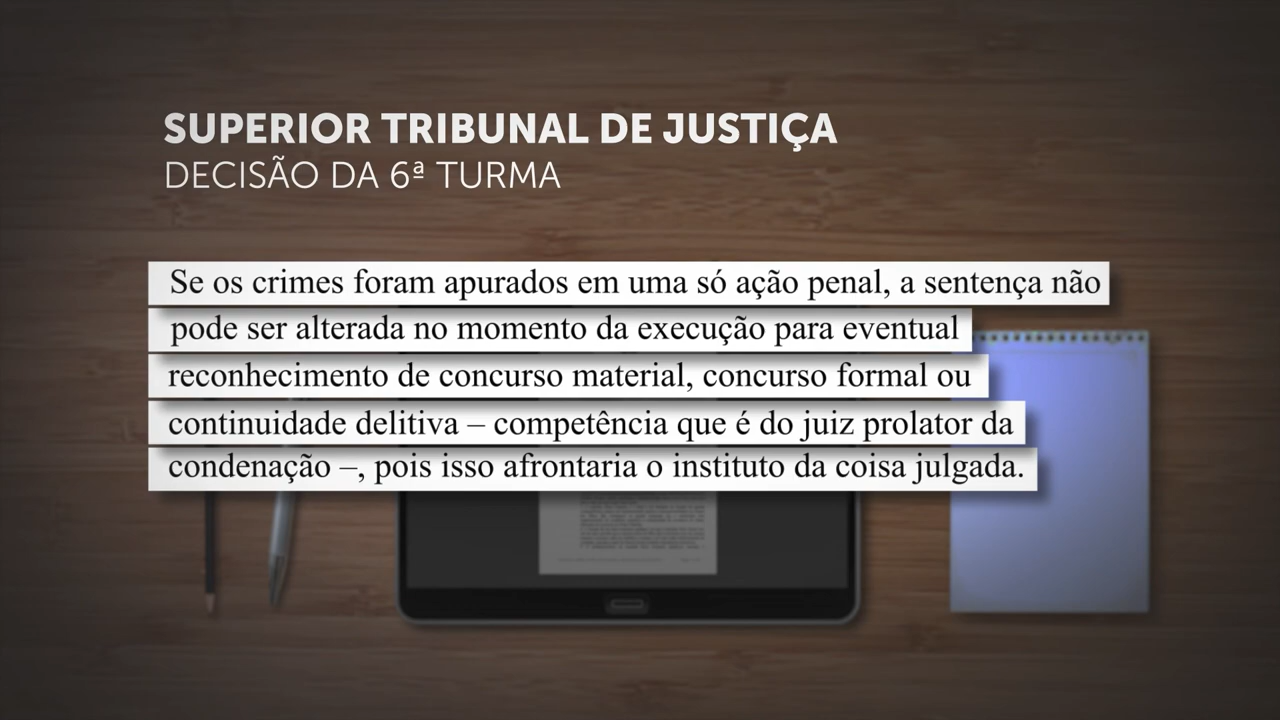 SUPERIOR TRIBUNAL DE JUSTIÇA
DECISÃO DA 6ª TURMA
Se os crimes foram apurados em uma só ação penal, a sentença não
pode ser alterada no momento da execução para eventual
reconhecimento de concurso material, concurso formal ou
continuidade delitiva – competência que é do juiz prolator da
condenação –, pois isso afrontaria o instituto da coisa julgada.